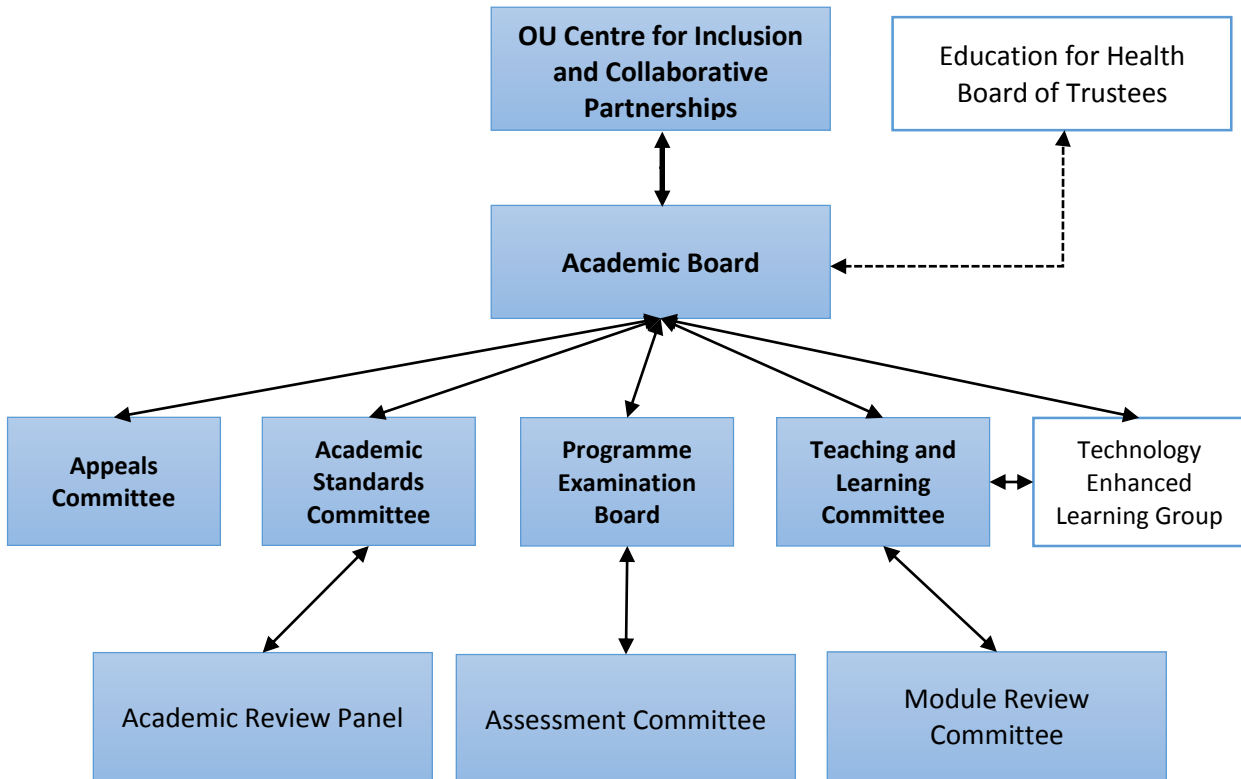 OU Centre for Inclusion
and Collaborative
Partnerships
Education for Health
Board of Trustees
Academic Board
Appeals
Committee
Academic
Standards
Committee
Programme
Examination
Board
Teaching and
Learning
Committee
Technology
Enhanced
Learning Group
Academic Review Panel
Assessment Committee
Module Review
Committee